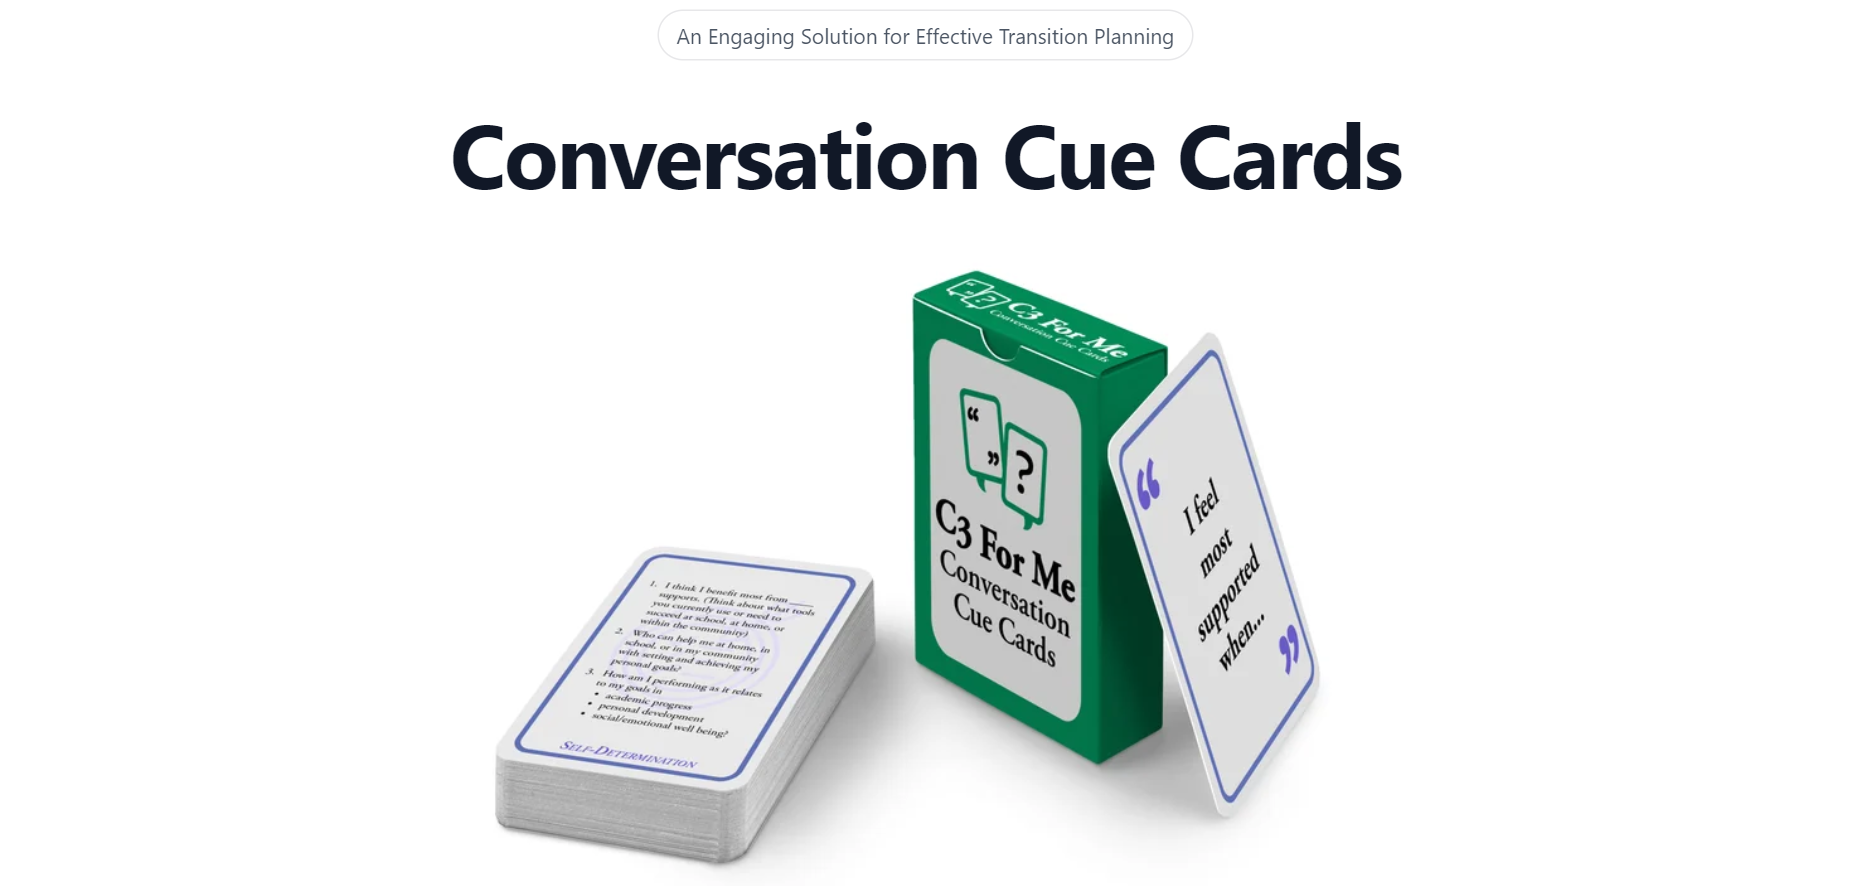 An Engaging Solution for Effective Transition Planning
Conversation Cue Cards
C3 For Me
Conversation Cue Cards
“
”
?
C3 For Me
Conversation
Cue Cards
“
I feel
most
supported
when...
”
1. I think I benefit most from____
supports. (Think about what tools
you currently use or need to
succeed at school, at home, or
within the community)
2. Who can help me at home, in
school, or in my community
with setting and achieving my
personal goals?
3. How am I performing as it relates
to my goals in
• academic progress
• personal development
• social/emotional well being?
SELF-DETERMINATION